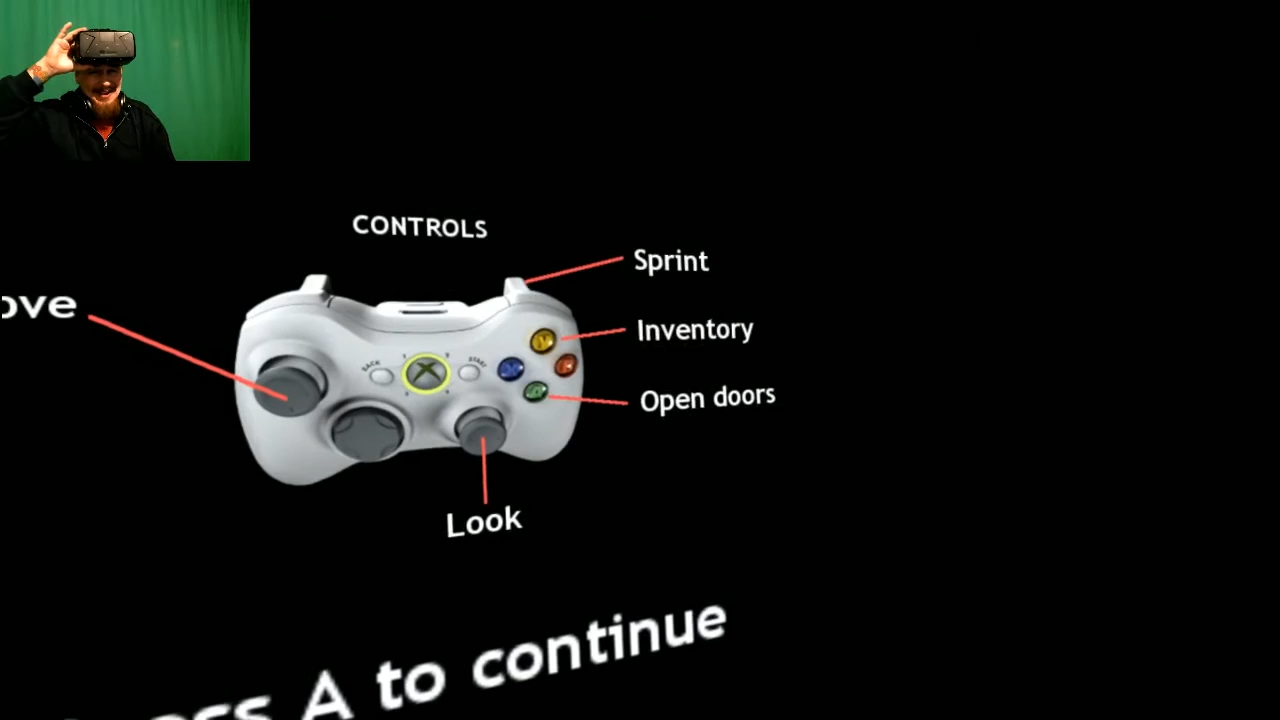 CONTROLS
Sprint
ove
Inventory
Open doors
Look
A to continue